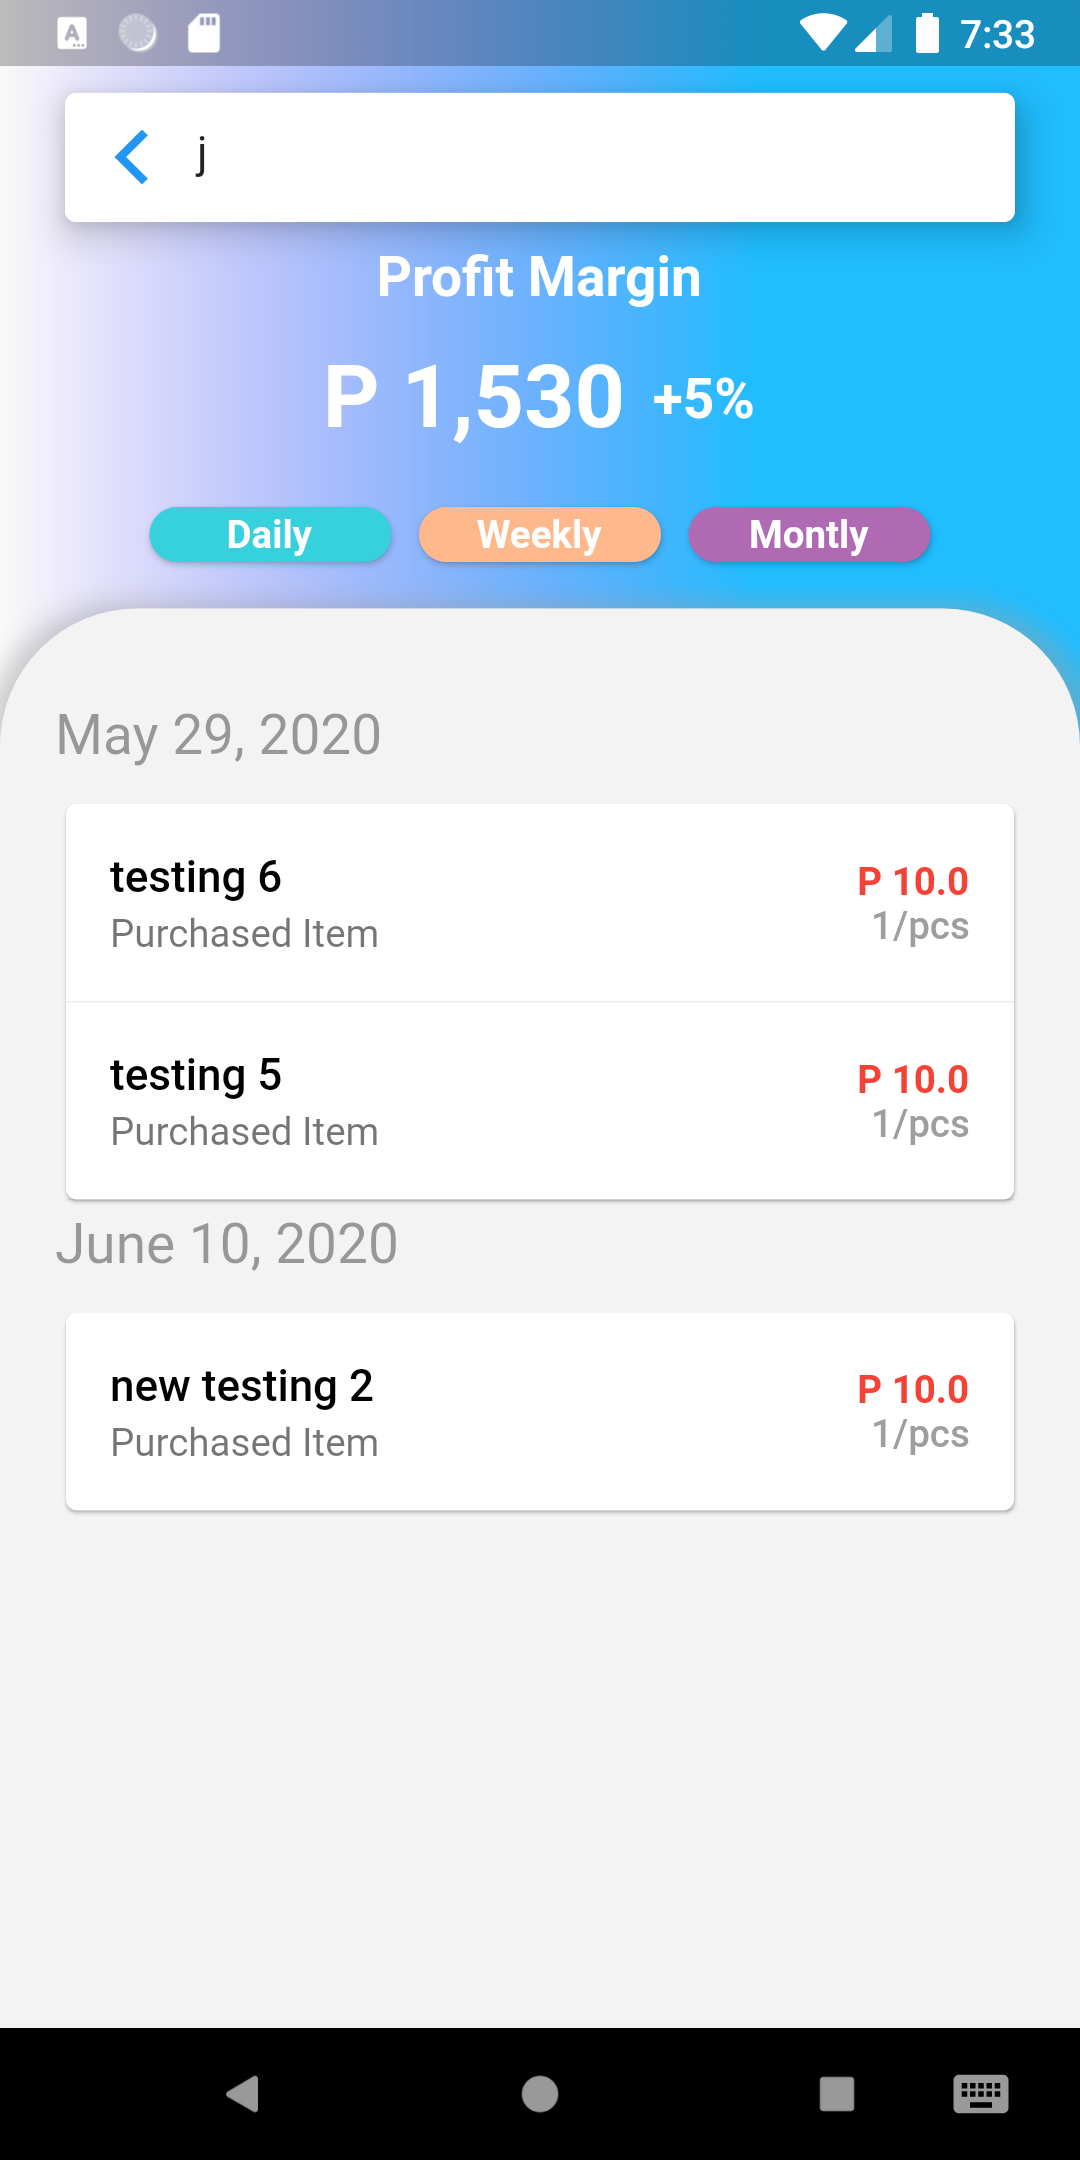 7:33
j
Profit Margin
P 1,530 +5%
Daily Weekly Montly
May 29, 2020
testing 6
P 10.0
Purchased Item
1/pcs
testing 5
P 10.0
Purchased Item
1/pcs
June 10, 2020
new testing 2
P 10.0
Purchased Item
1/pcs